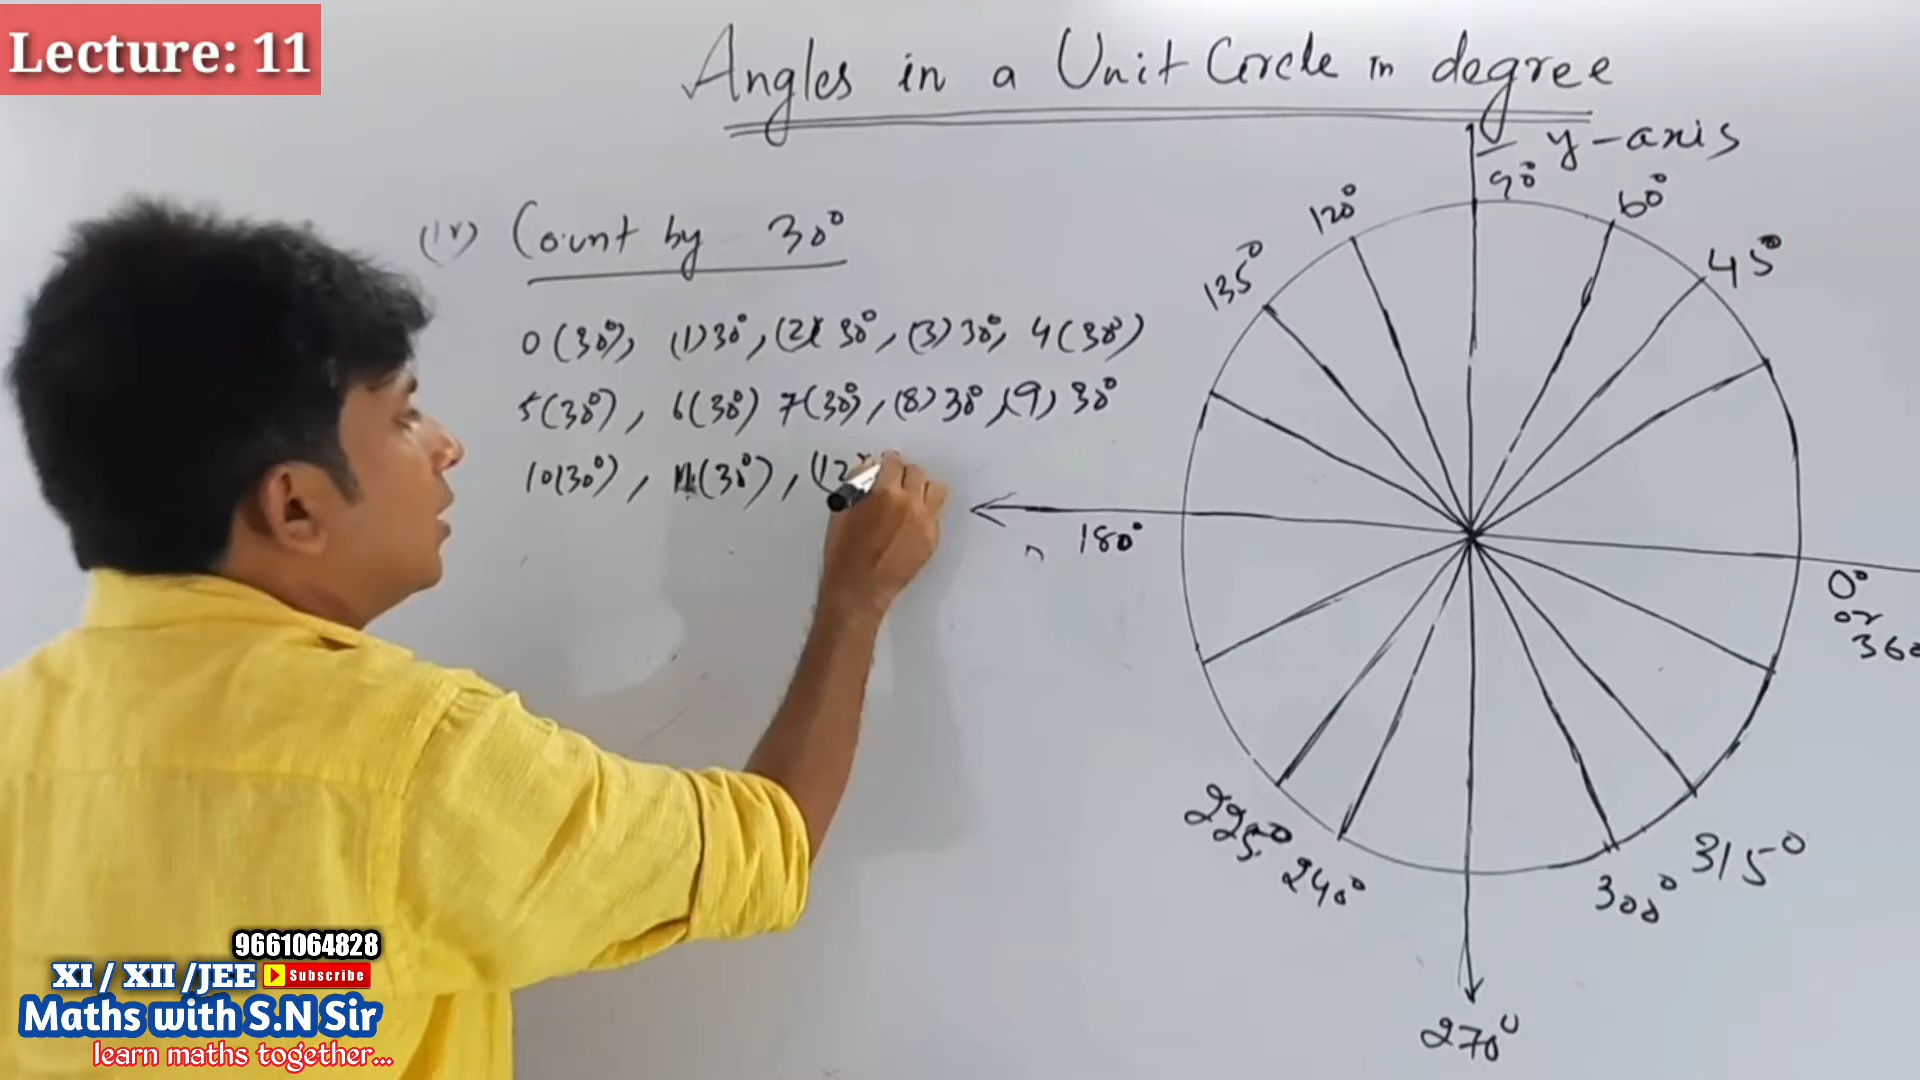 Lecture: 11
Angles in a Unit Circle in degree
y-axis
(iv) Count by 30°
0(30°), (1)30°, (2)30°, (3)30°, 4(30°)
5(30°), 6(30°) 7(30°), (8)30°, (9)30°
10(30°), 11(30°), (12)
90°
120°
60°
135°
45°
180°
0°
or
360
225°
240°
300°
315°
270°
9661064828
XI / XII /JEE Subscribe
Maths with S.N Sir
learn maths together...